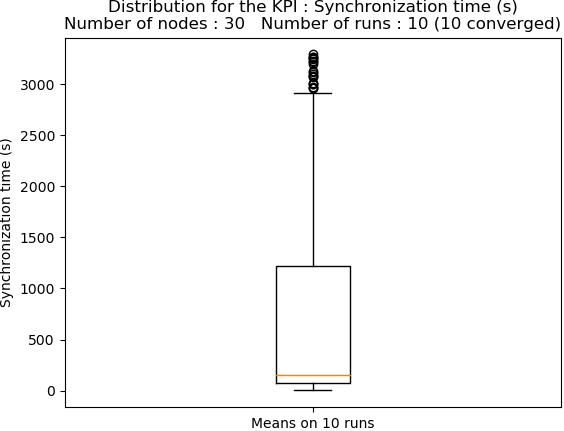 Distribution for the KPI : Synchronization time (s)
Number of nodes : 30   Number of runs : 10 (10 converged)
Synchronization time (s)
3000
2500
2000
1500
1000
500
0
Means on 10 runs